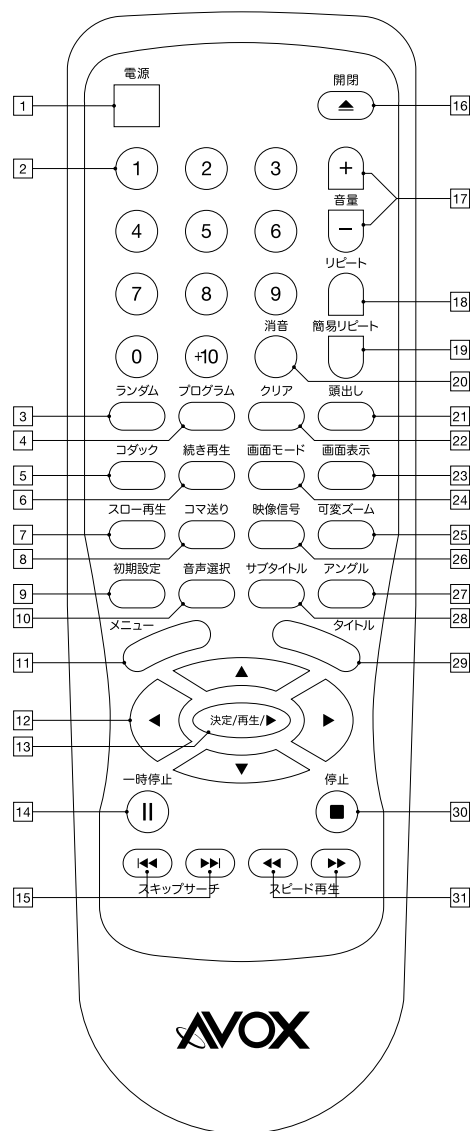 電源 開閉
1 16
2 1 2 3 + 17
音量
4 5 6 −
リピート
7 8 9 18
消音 簡易リピート
0 +10 19
20
ランダム プログラム クリア 頭出し
3 21
4 22
コダック 続き再生 画面モード 画面表示
5 23
6 24
スロー再生 コマ送り 映像信号 可変ズーム
7 25
8 26
初期設定 音声選択 サブタイトル アングル
9 27
10 28
メニュー タイトル
11 29
▲
12 ◀ 決定/再生/▶ ▶
13
▼
一時停止 停止
14 30
15 スキップサーチ スピード再生 31
AVOX